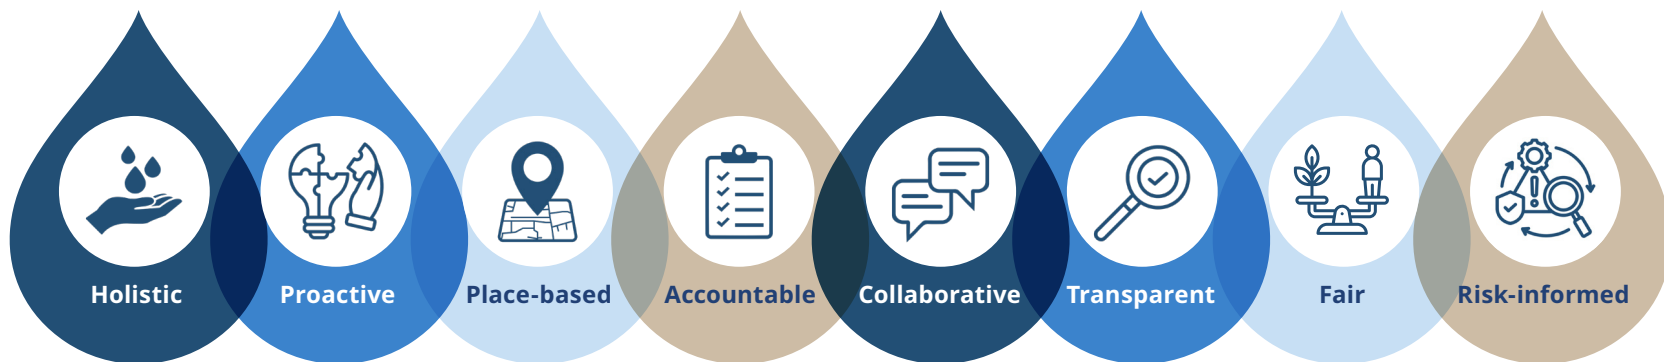 Holistic
Proactive
Place-based
Accountable
Collaborative
Transparent
Fair
Risk-informed